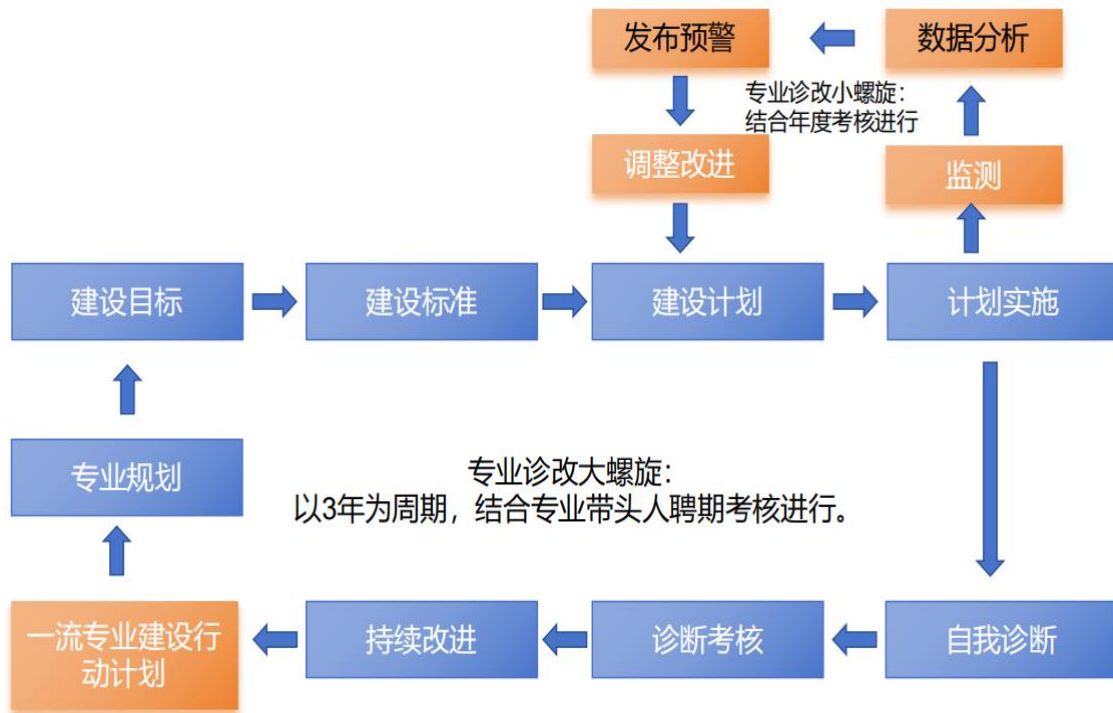 发布预警
数据分析
专业诊改小螺旋：
结合年度考核进行
调整改进
监测
建设目标
建设标准
建设计划
计划实施
专业规划
专业诊改大螺旋：
以3年为周期，结合专业带头人聘期考核进行。
一流专业建设行
动计划
持续改进
诊断考核
自我诊断